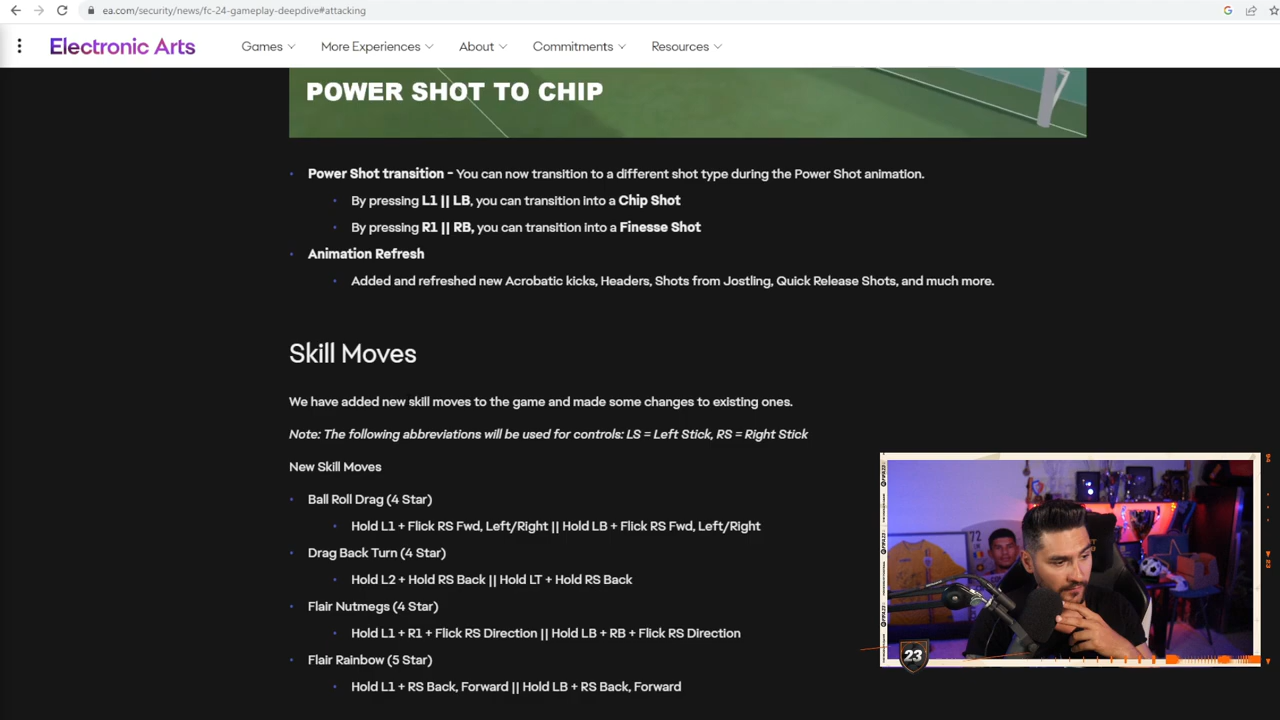 ea.com/security/news/fc-24-gameplay-deepdive#attacking
Electronic Arts
Games
More Experiences
About
Commitments
Resources
POWER SHOT TO CHIP
Power Shot transition - You can now transition to a different shot type during the Power Shot animation.
By pressing L1 || LB, you can transition into a Chip Shot
By pressing R1 || RB, you can transition into a Finesse Shot
Animation Refresh
Added and refreshed new Acrobatic kicks, Headers, Shots from Jostling, Quick Release Shots, and much more.
Skill Moves
We have added new skill moves to the game and made some changes to existing ones.
Note: The following abbreviations will be used for controls: LS = Left Stick, RS = Right Stick
New Skill Moves
Ball Roll Drag (4 Star)
Hold L1 + Flick RS Fwd, Left/Right || Hold LB + Flick RS Fwd, Left/Right
Drag Back Turn (4 Star)
Hold L2 + Hold RS Back || Hold LT + Hold RS Back
Flair Nutmegs (4 Star)
Hold L1 + R1 + Flick RS Direction || Hold LB + RB + Flick RS Direction
Flair Rainbow (5 Star)
Hold L1 + RS Back, Forward || Hold LB + RS Back, Forward
72
23